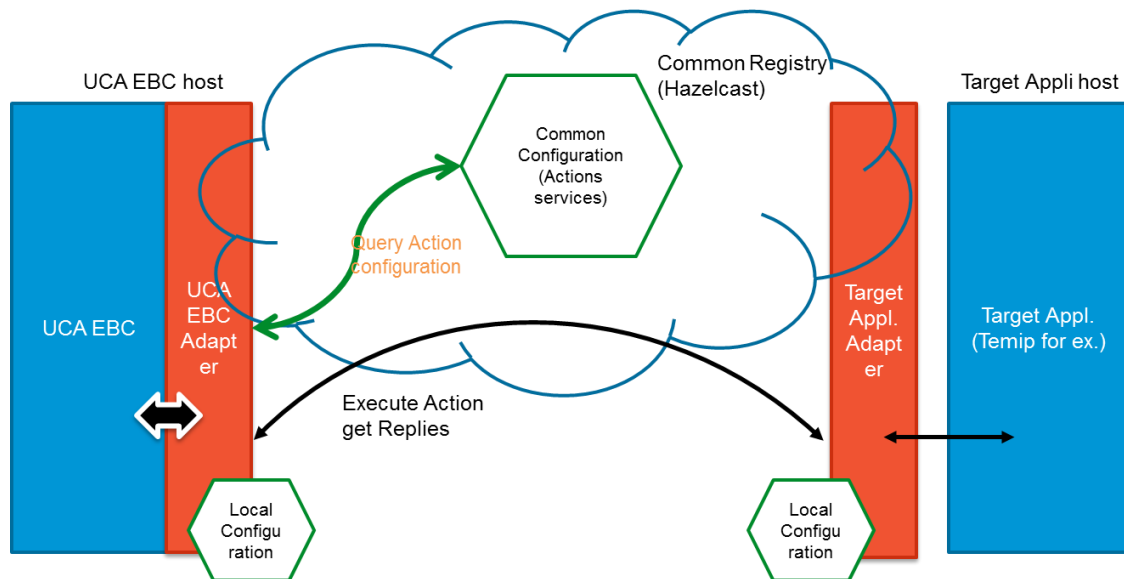 UCA EBC host
Common Registry
(Hazelcast)
Target Appli host
Common
Configuration
(Actions
services)
Query Action
configuration
UCA EBC
UCA
EBC
Adapt
er
Target
Appl.
Adapt
er
Target Appl.
(Temip for ex.)
Execute Action
get Replies
Local
Configu
ration
Local
Configu
ration